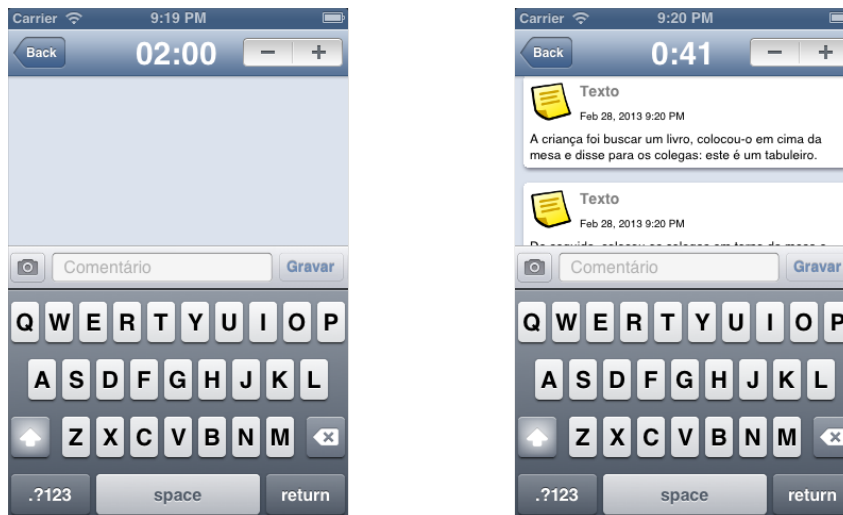 Carrier 9:19 PM
Back 02:00 - +
Comentário Gravar
Q W E R T Y U I O P
A S D F G H J K L
Z X C V B N M
.?123 space return
Carrier 9:20 PM
Back 0:41 - +
Texto
Feb 28, 2013 9:20 PM
A criança foi buscar um livro, colocou-o em cima da
mesa e disse para os colegas: este é um tabuleiro.
Texto
Feb 28, 2013 9:20 PM
Comentário Gravar
Q W E R T Y U I O P
A S D F G H J K L
Z X C V B N M
.?123 space return